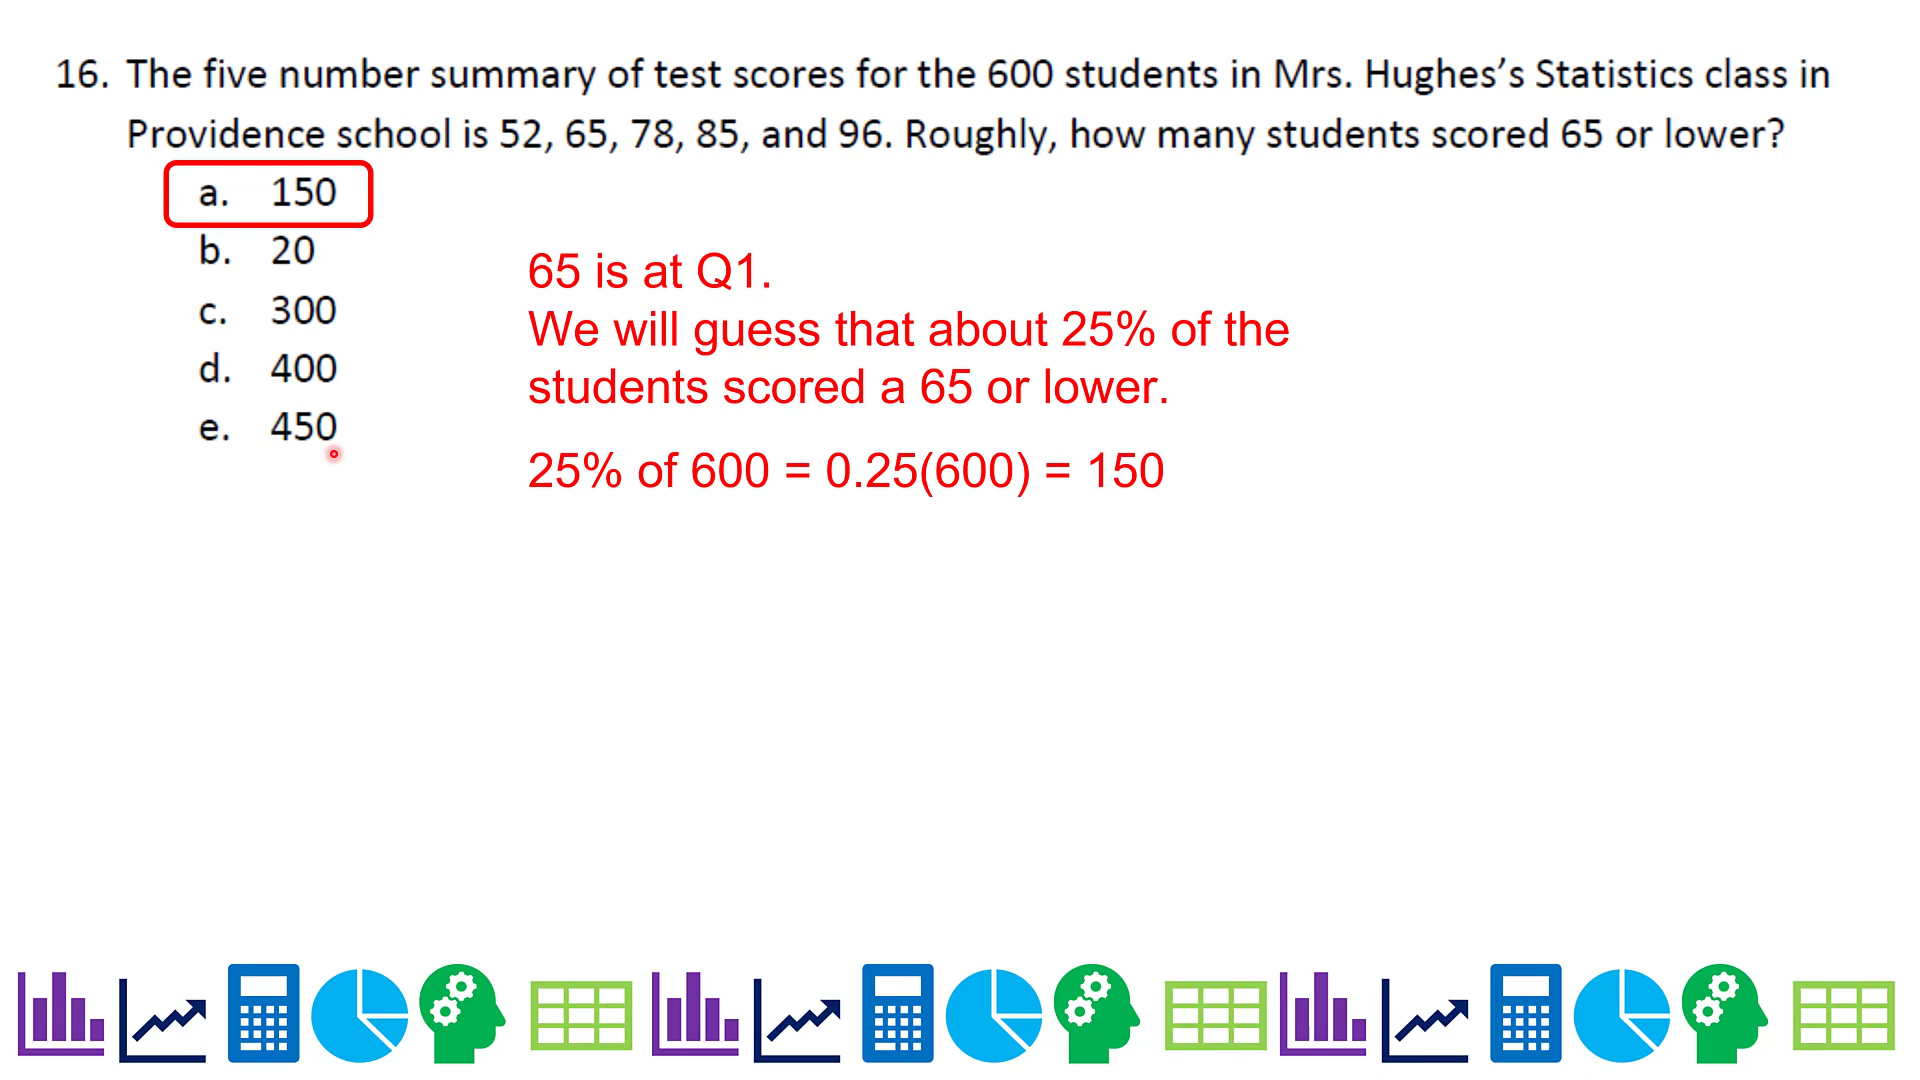 16. The five number summary of test scores for the 600 students in Mrs. Hughes’s Statistics class in
Providence school is 52, 65, 78, 85, and 96. Roughly, how many students scored 65 or lower?
a. 150
b. 20
c. 300
d. 400
e. 450
65 is at Q1.
We will guess that about 25% of the
students scored a 65 or lower.
25% of 600 = 0.25(600) = 150